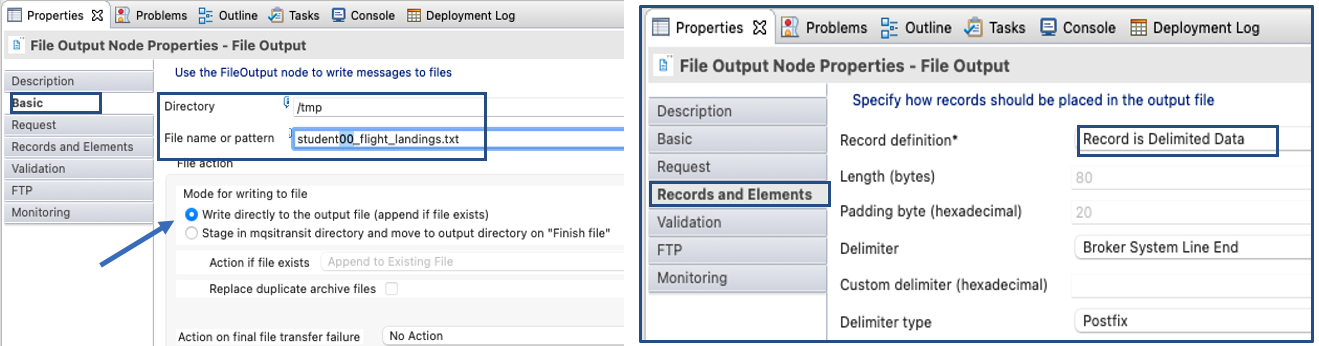 Properties Problems Outline Tasks Console Deployment Log
File Output Node Properties - File Output
Description
Basic
Request
Records and Elements
Validation
FTP
Monitoring
Use the FileOutput node to write messages to files
Directory /tmp
File name or pattern student00_flight_landings.txt
File action
Mode for writing to file
Write directly to the output file (append if file exists)
Stage in mqsitransit directory and move to output directory on "Finish file"
Action if file exists Append to Existing File
Replace duplicate archive files
Action on final file transfer failure No Action
Properties Problems Outline Tasks Console Deployment Log
File Output Node Properties - File Output
Description
Basic
Request
Records and Elements
Validation
FTP
Monitoring
Specify how records should be placed in the output file
Record definition* Record is Delimited Data
Length (bytes) 80
Padding byte (hexadecimal) 20
Delimiter Broker System Line End
Custom delimiter (hexadecimal)
Delimiter type Postfix